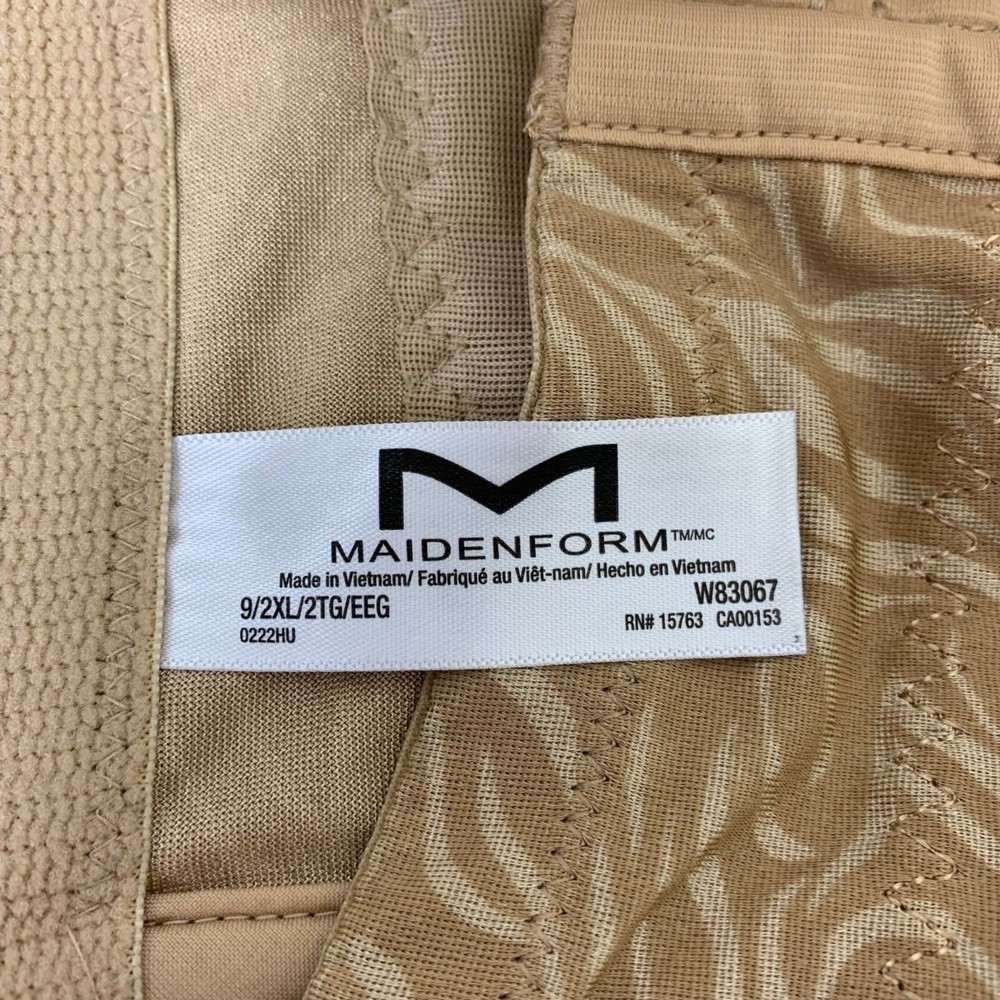 M
MAIDENFORM™/MC
Made in Vietnam/ Fabriqué au Viêt-nam/ Hecho en Vietnam
9/2XL/2TG/EEG
W83067
0222HU
RN# 15763 CA00153